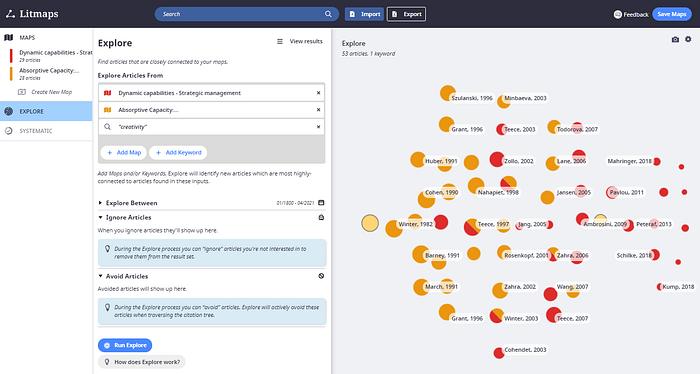 Litmaps
Search
Import
Export
Feedback
Save Maps
MAPS
Dynamic capabilities - Strat
29 articles
Absorptive Capacity:...
28 articles
Create New Map
EXPLORE
SYSTEMATIC
Explore
View results
Find articles that are closely connected to your maps.
Explore Articles From
Dynamic capabilities - Strategic management
×
Absorptive Capacity:...
×
"creativity"
×
+ Add Map
+ Add Keyword
Add Maps and/or Keywords. Explore will identify new articles which are most highly-
connected to articles found in these inputs.
Explore Between
01/1800 - 04/2021
Ignore Articles
When you ignore articles they'll show up here.
During the Explore process you can "ignore" articles you're not interested in to
remove them from the result set.
Avoid Articles
Avoided articles will show up here.
During the Explore process you can "avoid" articles. Explore will actively avoid these
articles when traversing the citation tree.
Run Explore
How does Explore work?
Explore
53 articles, 1 keyword
Szulanski, 1996
Minbaeva, 2003
Grant, 1996
Teece, 2003
Todorova, 2007
Huber, 1991
Zollo, 2002
Lane, 2006
Mahringer, 2018
Cohen, 1990
Nahapiet, 1998
Jansen, 2005
Pavlou, 2011
Winter, 1982
Teece, 1997
Jang, 2005
Ambrosini, 2009
Peteraf, 2013
Barney, 1991
Rosenkopf, 2001
Zahra, 2006
Schilke, 2018
March, 1991
Zahra, 2002
Wang, 2007
Kump, 2018
Grant, 1996
Winter, 2003
Teece, 2007
Cohendet, 2003